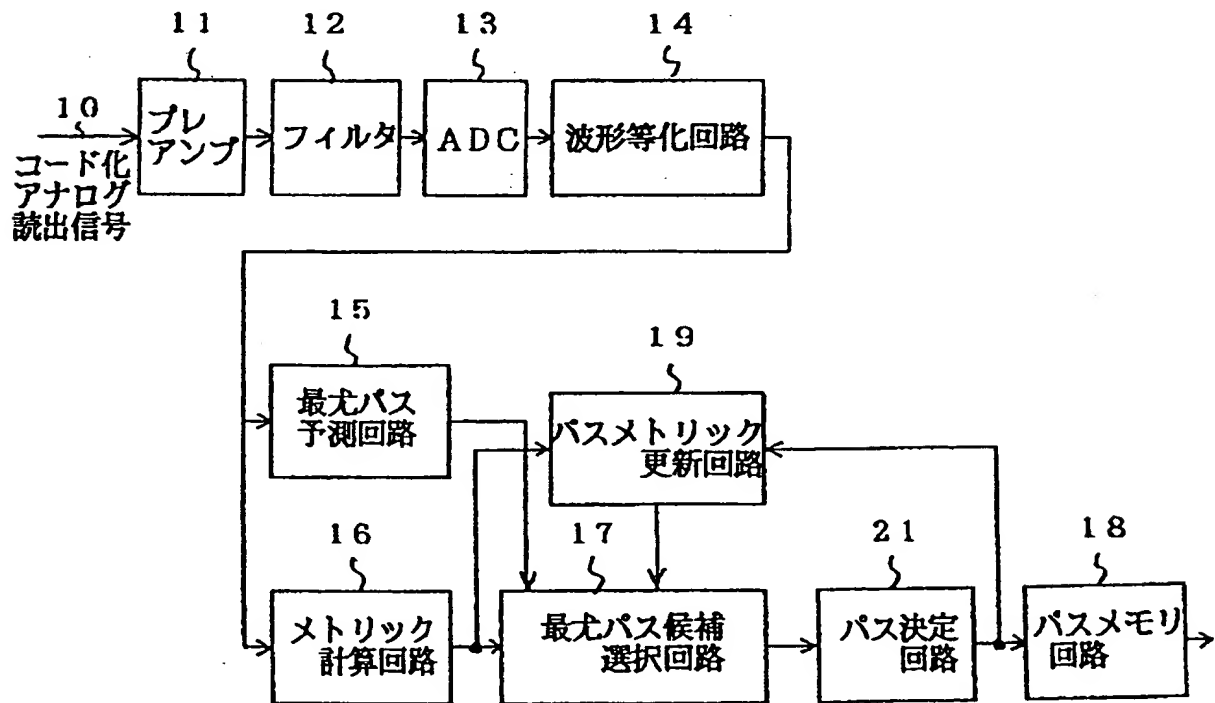 11
12
13
14
10
プレ
アンプ
フィルタ
ADC
波形等化回路
コード化
アナログ
読出信号
15
19
最尤パス
予測回路
パスメトリック
更新回路
16
17
21
18
メトリック
計算回路
最尤パス候補
選択回路
パス決定
回路
パスメモリ
回路